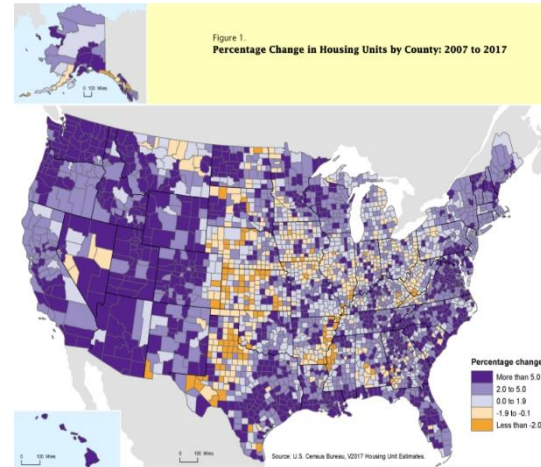 Figure 1.
Percentage Change in Housing Units by County: 2007 to 2017
0 100 Miles
Percentage change
More than 5.0
2.0 to 5.0
0.0 to 1.9
-1.9 to -0.1
Less than -2.0
0 100 Miles
0 100 Miles
Source: U.S. Census Bureau, V2017 Housing Unit Estimates.